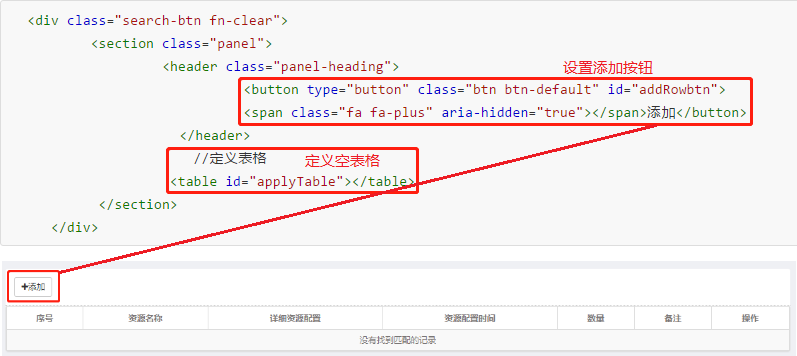 <div class="search-btn fn-clear">
<section class="panel">
<header class="panel-heading">
设置添加按钮
<button type="button" class="btn btn-default" id="addRowbtn">
<span class="fa fa-plus" aria-hidden="true"></span>添加</button>
</header>
//定义表格 定义空表格
<table id="applyTable"></table>
</section>
</div>
+添加
序号 资源名称 详细资源配置 资源配置时间 数量 备注 操作
没有找到匹配的记录